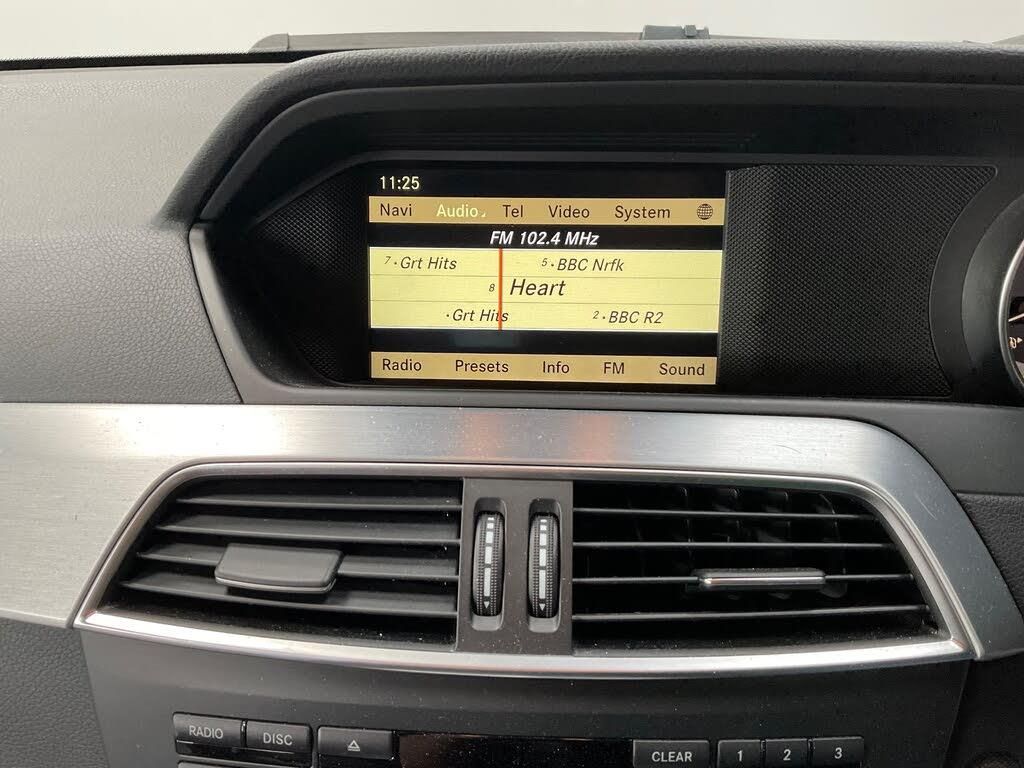 11:25
Navi Audio Tel Video System
FM 102.4 MHz
7 · Grt Hits 5 · BBC Nrfk
8 Heart
· Grt Hits 2 · BBC R2
Radio Presets Info FM Sound
RADIO DISC CLEAR 1 2 3